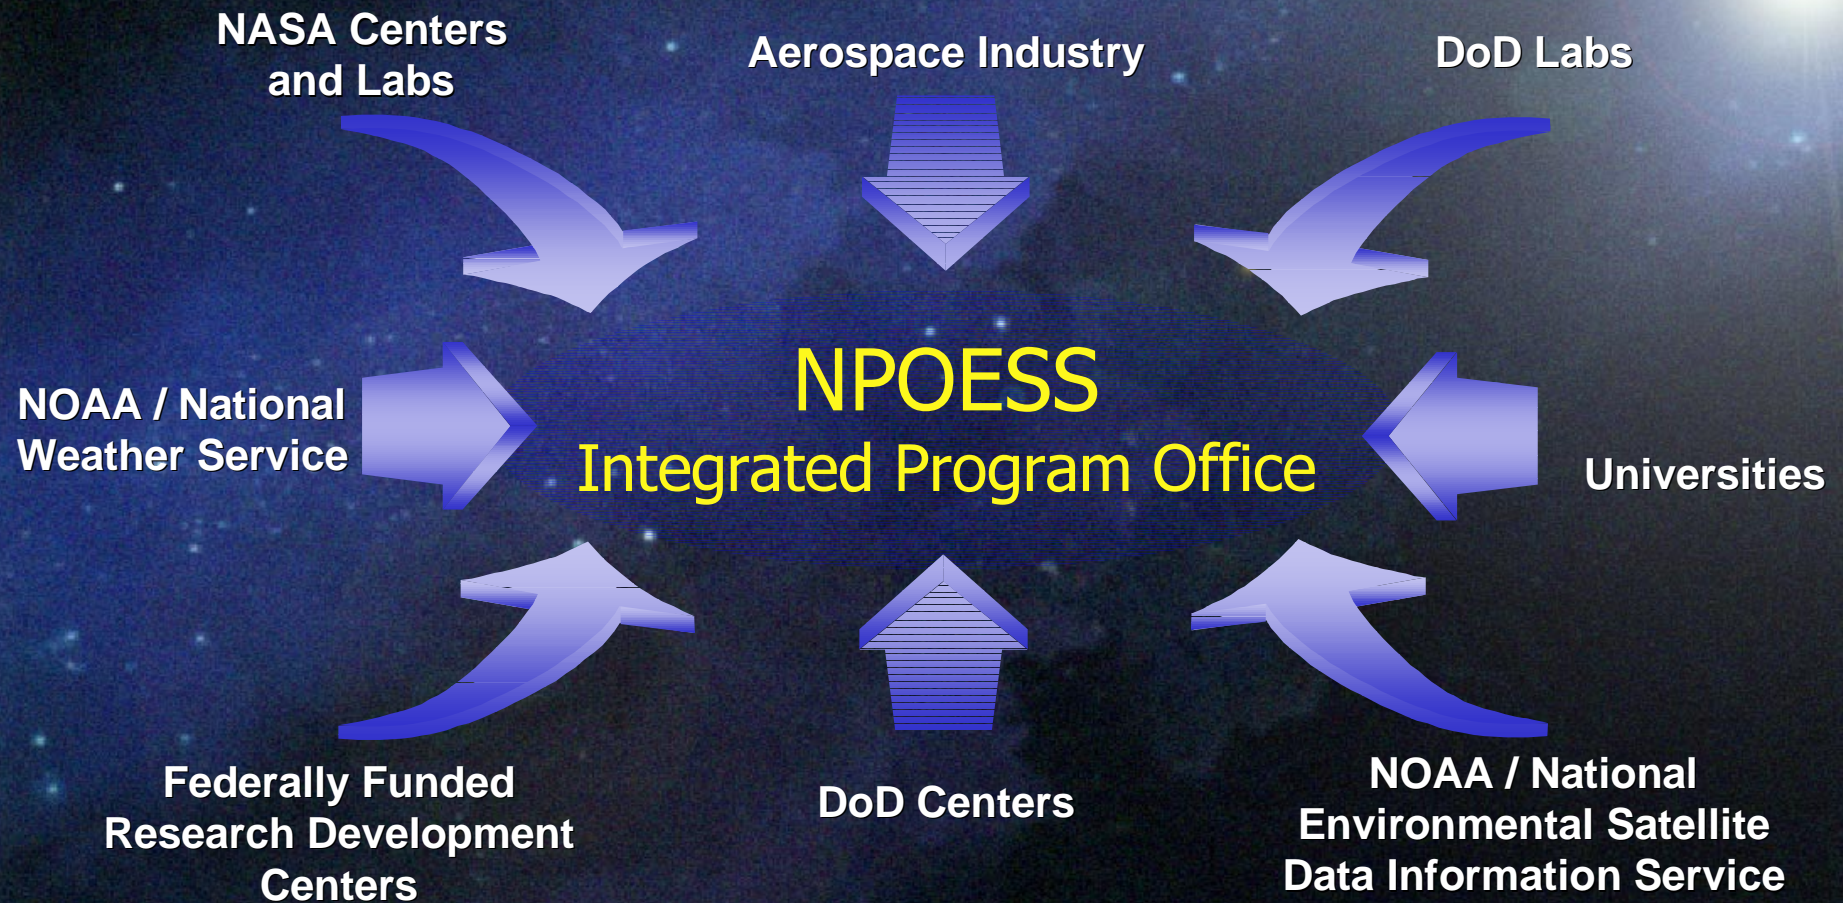 NASA Centers
and Labs
Aerospace Industry
DoD Labs
NOAA / National
Weather Service
NPOESS
Integrated Program Office
Universities
Federally Funded
Research Development
Centers
DoD Centers
NOAA / National
Environmental Satellite
Data Information Service